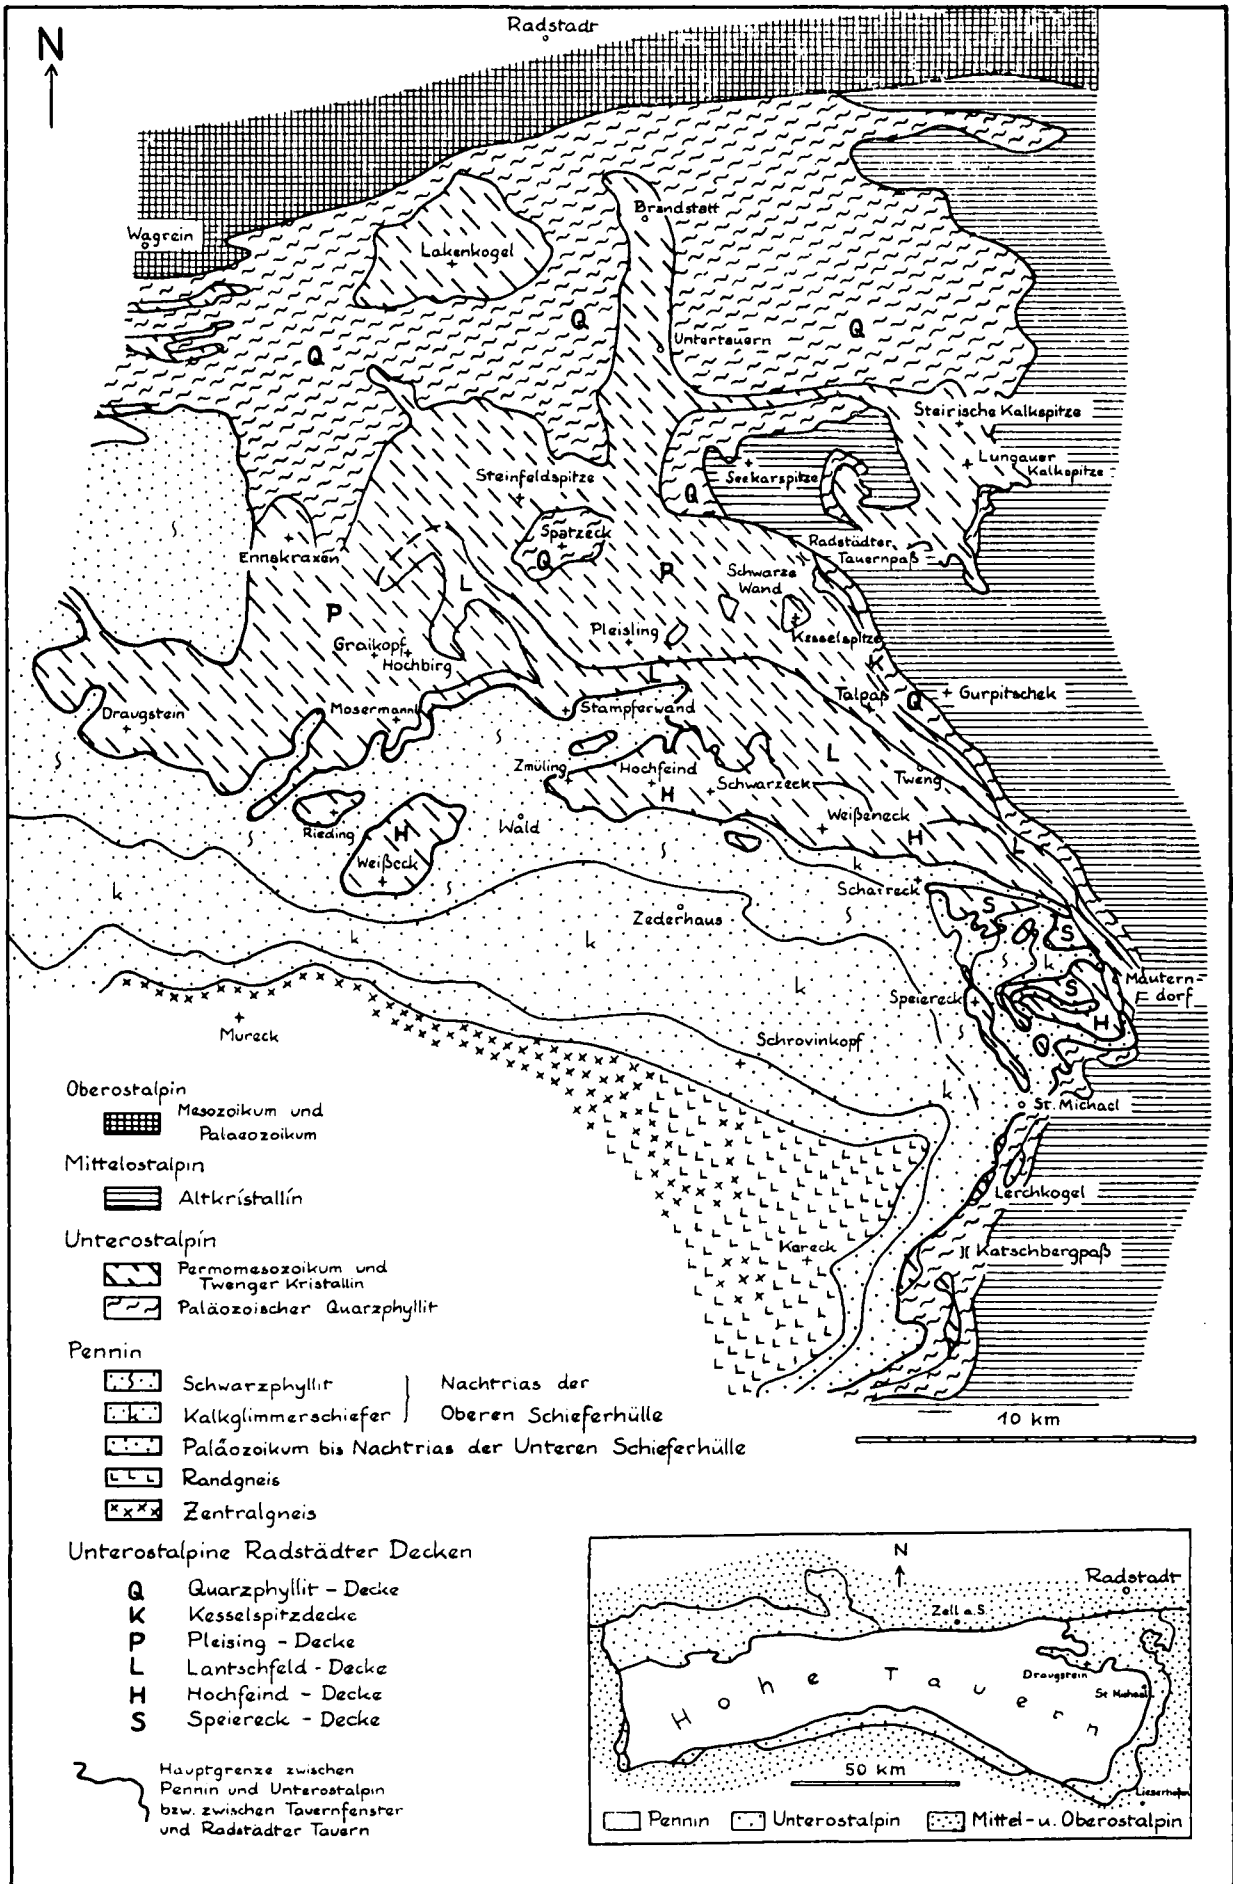 N
Radstadt
Wagrein
Brandstatt
Lakenkogel
Q
Untertauern
Q
Q
Steirische Kalkspitze
Lungauer
Kalkspitze
Steinfeldspitze
Seekarspitze
Q
Spatzeck
Q
Ennskraxen
Radstädter
Tauernpaß
L
P
Schwarze
Wand
P
Pleisling
Kesselspitze
Graikopf
Hochbirg
K
L
Talpaß
Q
Gurpitschek
Draugstein
Mosermannl
Stampferwand
s
s
Zmüling
Hochfeind
L
Tweng
H
Schwarzeck
Rieding
H
Wald
Weißeneck
H
L
Weißeck
s
s
k
Scharreck
k
Zederhaus
s
S
S
k
k
s
k
k
Speiereck
S
Mautern-
dorf
H
Mureck
Schrovinkopf
s
k
St. Michael
Lerchkogel
Kareck
Katschbergpaß
Oberostalpin
Mesozoikum und
Palaeozoikum
Mittelostalpin
Altkristallin
Unterostalpin
Permomesozoikum und
Twenger Kristallin
Paläozoischer Quarzphyllit
Pennin
Schwarzphyllit
Nachtrias der
Kalkglimmerschiefer
Oberen Schieferhülle
Paläozoikum bis Nachtrias der Unteren Schieferhülle
Randgneis
Zentralgneis
10 km
Unterostalpine Radstädter Decken
Q Quarzphyllit - Decke
K Kesselspitzdecke
P Pleising - Decke
L Lantschfeld - Decke
H Hochfeind - Decke
S Speiereck - Decke
Hauptgrenze zwischen
Pennin und Unterostalpin
bzw. zwischen Tauernfenster
und Radstädter Tauern
N
Radstadt
Zell a. S.
Draugstein
St. Michael
Hohe Tauern
50 km
Lieserhofen
Pennin
Unterostalpin
Mittel- u. Oberostalpin